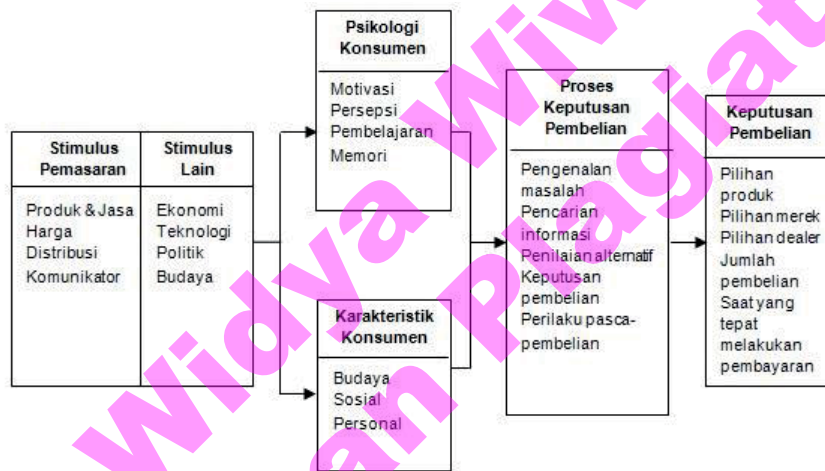 Psikologi
Konsumen
Motivasi
Persepsi
Pembelajaran
Memori
Stimulus
Pemasaran
Produk & Jasa
Harga
Distribusi
Komunikator
Stimulus
Lain
Ekonomi
Teknologi
Politik
Budaya
Karakteristik
Konsumen
Budaya
Sosial
Personal
Proses
Keputusan
Pembelian
Pengenalan
masalah
Pencarian
informasi
Penilaian alternatif
Keputusan
pembelian
Perilaku pasca-
pembelian
Keputusan
Pembelian
Pilihan
produk
Pilihan merek
Pilihan dealer
Jumlah
pembelian
Saat yang
tepat
melakukan
pembayaran
Widya
Plagiat